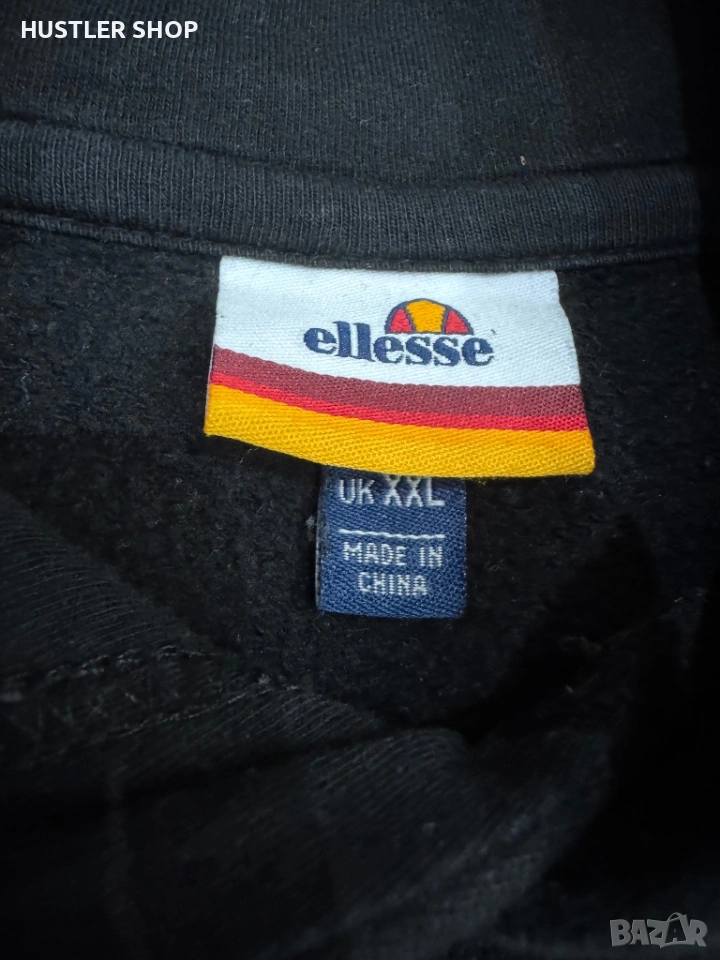 HUSTLER SHOP
ellesse
UK XXL
MADE IN
CHINA
BAZAR